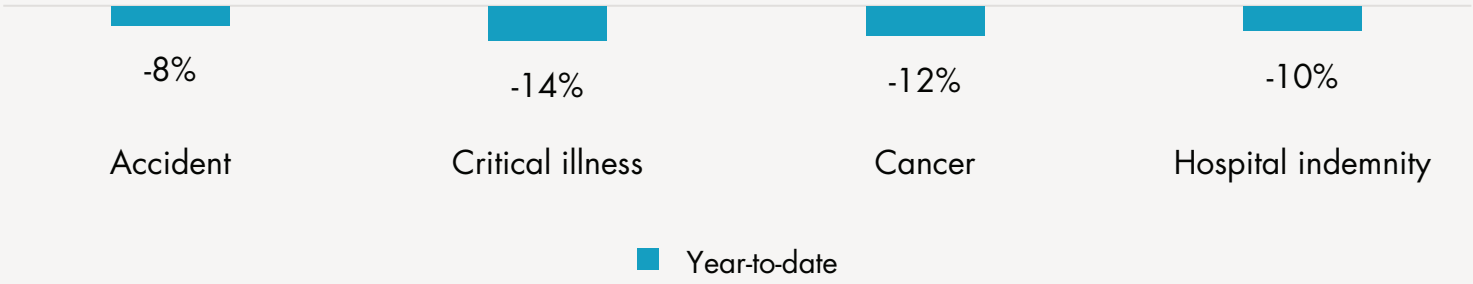 -8%
-14%
-12%
-10%
Accident
Critical illness
Cancer
Hospital indemnity
Year-to-date